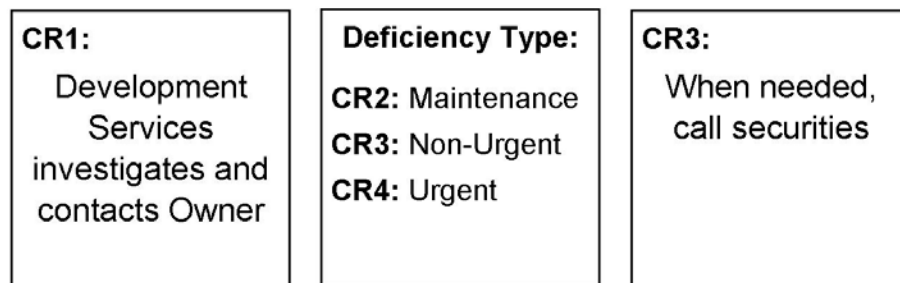 CR1:
Development
Services
investigates and
contacts Owner
Deficiency Type:
CR2: Maintenance
CR3: Non-Urgent
CR4: Urgent
CR3:
When needed,
call securities